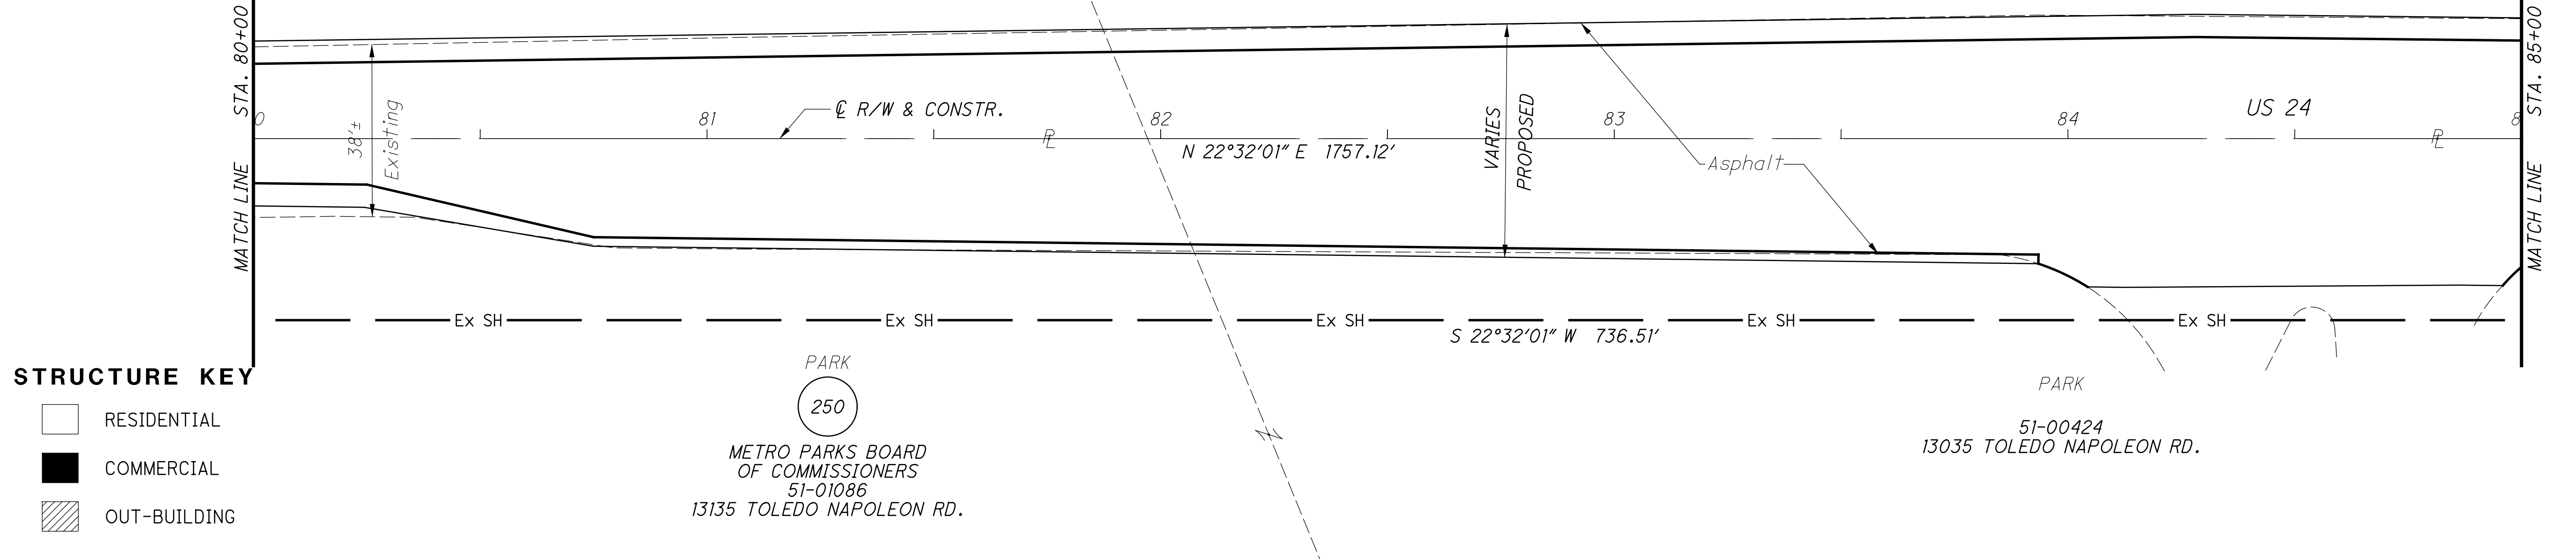 STA. 80+00
MATCH LINE
38'±
Existing
0
81
℄ R/W & CONSTR.
PL
82
N 22°32'01" E 1757.12'
VARIES
PROPOSED
83
Asphalt
84
US 24
PL
8
STA. 85+00
MATCH LINE
Ex SH
Ex SH
Ex SH
Ex SH
Ex SH
S 22°32'01" W 736.51'
STRUCTURE KEY
RESIDENTIAL
COMMERCIAL
OUT-BUILDING
PARK
250
METRO PARKS BOARD
OF COMMISSIONERS
51-01086
13135 TOLEDO NAPOLEON RD.
Z
PARK
51-00424
13035 TOLEDO NAPOLEON RD.